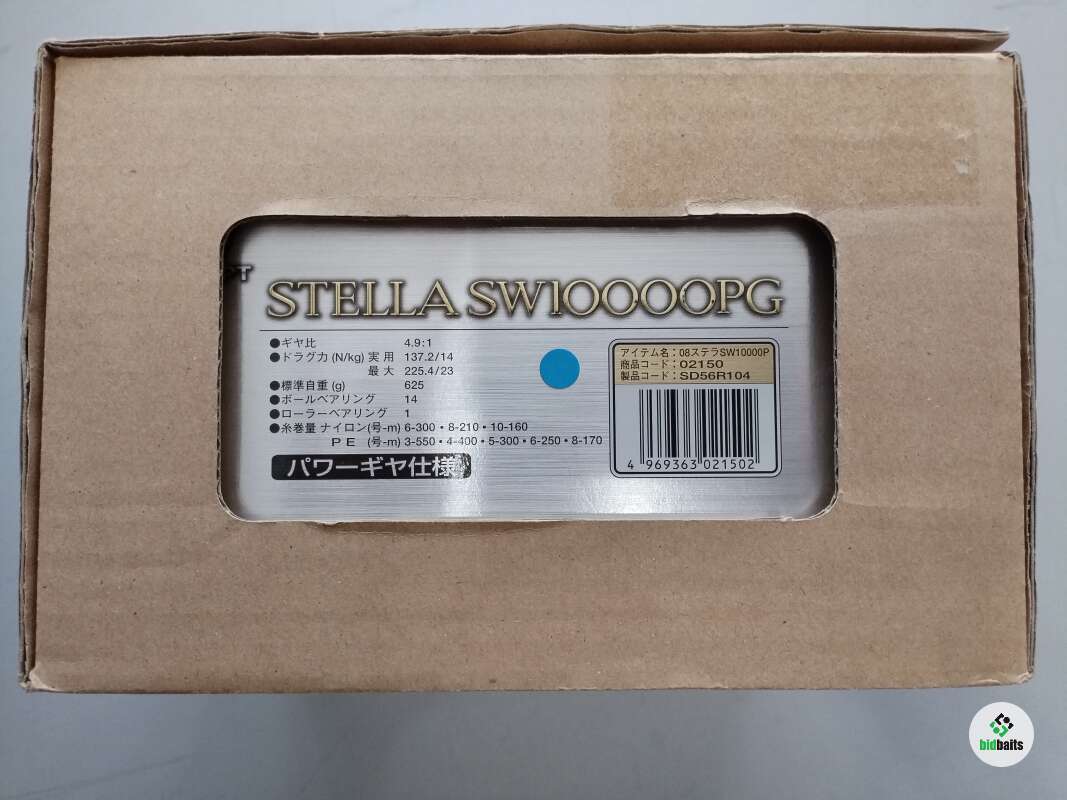 STELLA SW10000PG
●ギヤ比 4.9:1
●ドラグ力 (N/kg) 実用 137.2/14
最大 225.4/23
●標準自重 (g) 625
●ボールベアリング 14
●ローラーベアリング 1
●糸巻量 ナイロン(号-m) 6-300・8-210・10-160
PE (号-m) 3-550・4-400・5-300・6-250・8-170
パワーギヤ仕様
アイテム名:08ステラSW10000P
商品コード:02150
製品コード:SD56R104
4 969363 021502
bidbaits